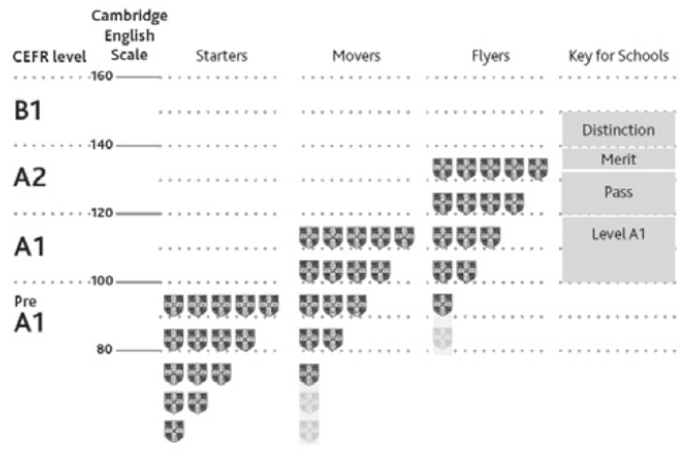 Cambridge
English
CEFR level Scale Starters Movers Flyers Key for Schools
160
B1
Distinction
140
Merit
A2
Pass
120
A1
Level A1
100
Pre
A1
80